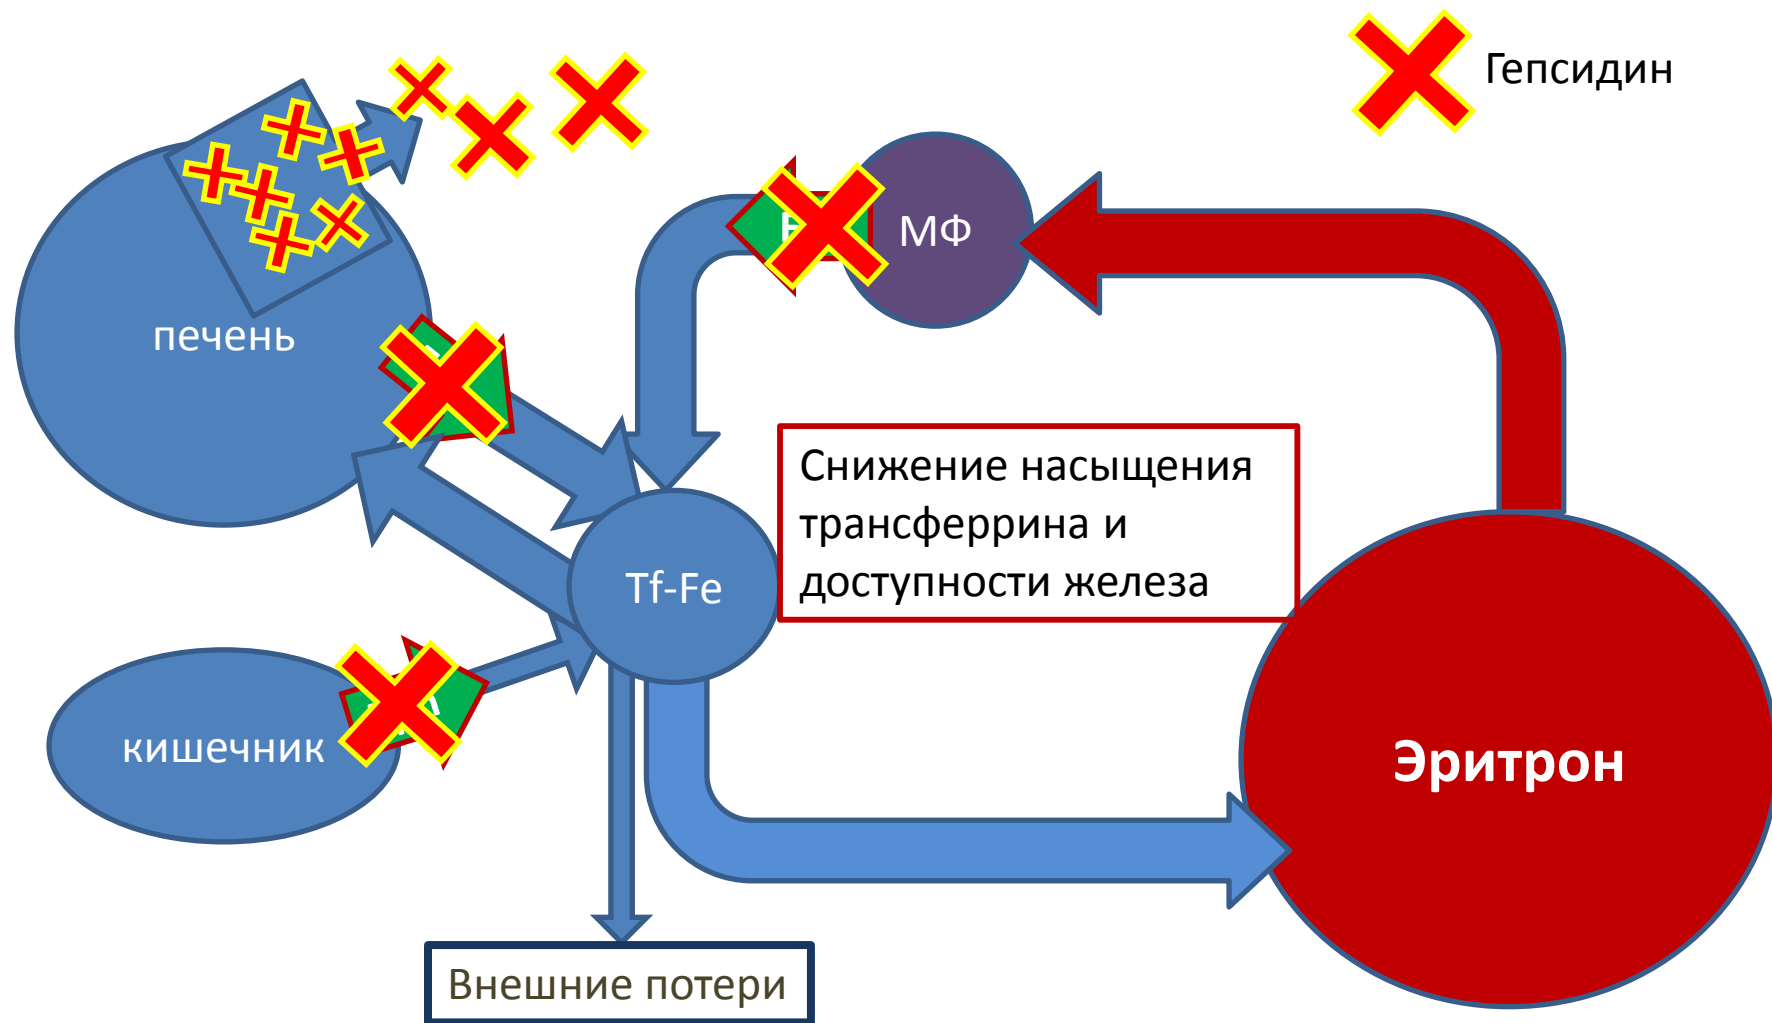 Гепсидин
МФ
печень
Снижение насыщения
трансферрина и
доступности железа
Tf-Fe
кишечник
Эритрон
Внешние потери